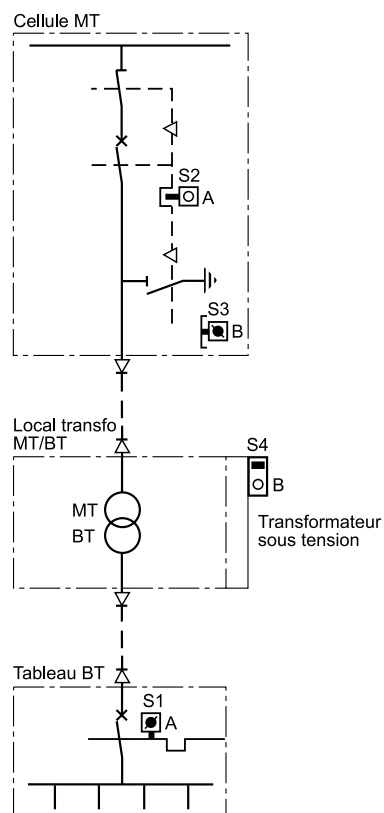 Cellule MT
S2
A
S3
B
Local transfo
MT/BT
S4
B
MT
BT
Transformateur
sous tension
Tableau BT
S1
A